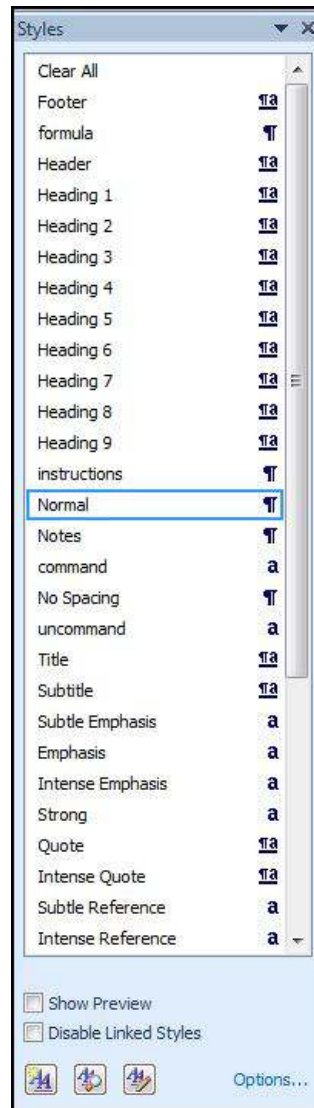 Styles
Clear All
Footer ¶a
formula ¶
Header ¶a
Heading 1 ¶a
Heading 2 ¶a
Heading 3 ¶a
Heading 4 ¶a
Heading 5 ¶a
Heading 6 ¶a
Heading 7 ¶a
Heading 8 ¶a
Heading 9 ¶a
instructions ¶
Normal ¶
Notes ¶
command a
No Spacing ¶
uncommand a
Title ¶a
Subtitle ¶a
Subtle Emphasis a
Emphasis a
Intense Emphasis a
Strong a
Quote ¶a
Intense Quote ¶a
Subtle Reference a
Intense Reference a
Show Preview
Disable Linked Styles
Options...